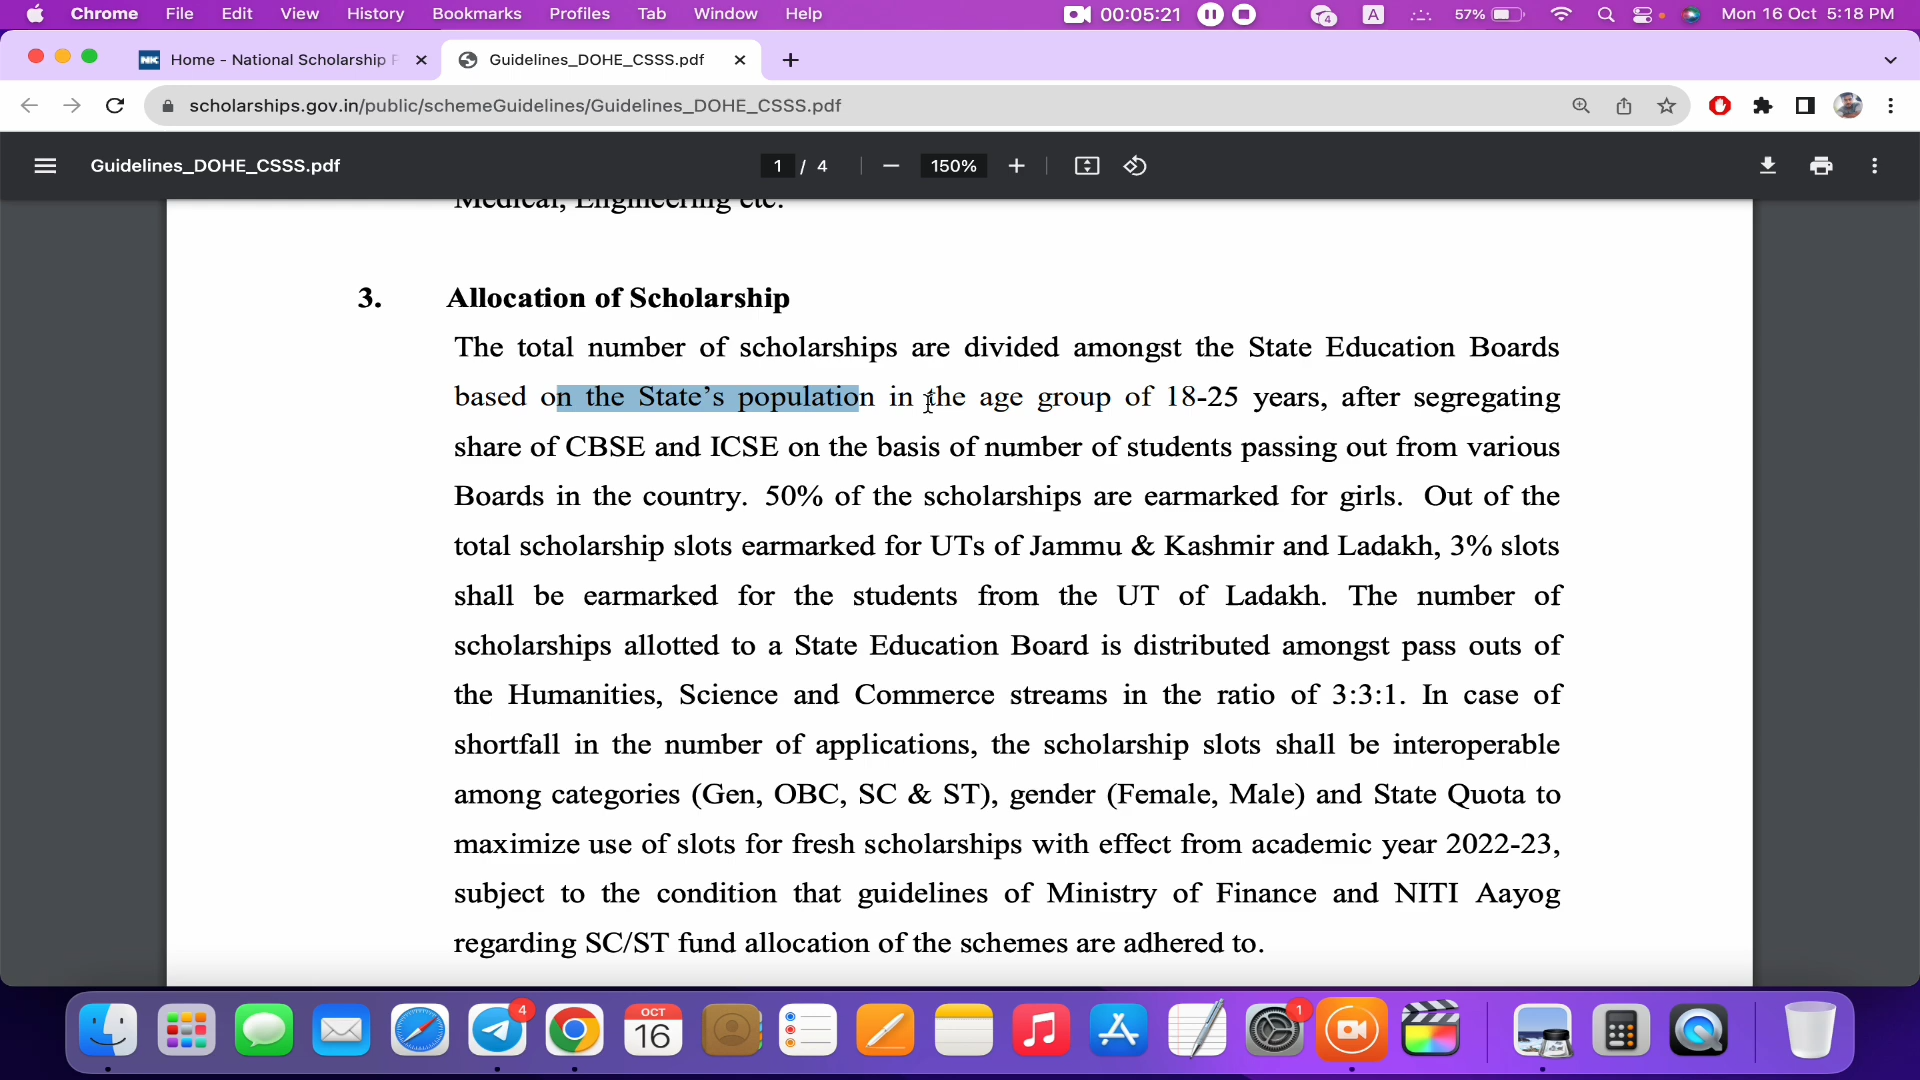 Chrome File Edit View History Bookmarks Profiles Tab Window Help 00:05:21 4 A 57% Mon 16 Oct 5:18 PM
NK Home - National Scholarship Guidelines_DOHE_CSSS.pdf
scholarships.gov.in/public/schemeGuidelines/Guidelines_DOHE_CSSS.pdf
Guidelines_DOHE_CSSS.pdf 1 / 4 150%
Medical, Engineering etc.
3. Allocation of Scholarship
The total number of scholarships are divided amongst the State Education Boards
based on the State’s population in the age group of 18-25 years, after segregating
share of CBSE and ICSE on the basis of number of students passing out from various
Boards in the country. 50% of the scholarships are earmarked for girls. Out of the
total scholarship slots earmarked for UTs of Jammu & Kashmir and Ladakh, 3% slots
shall be earmarked for the students from the UT of Ladakh. The number of
scholarships allotted to a State Education Board is distributed amongst pass outs of
the Humanities, Science and Commerce streams in the ratio of 3:3:1. In case of
shortfall in the number of applications, the scholarship slots shall be interoperable
among categories (Gen, OBC, SC & ST), gender (Female, Male) and State Quota to
maximize use of slots for fresh scholarships with effect from academic year 2022-23,
subject to the condition that guidelines of Ministry of Finance and NITI Aayog
regarding SC/ST fund allocation of the schemes are adhered to.
4 OCT 1
16